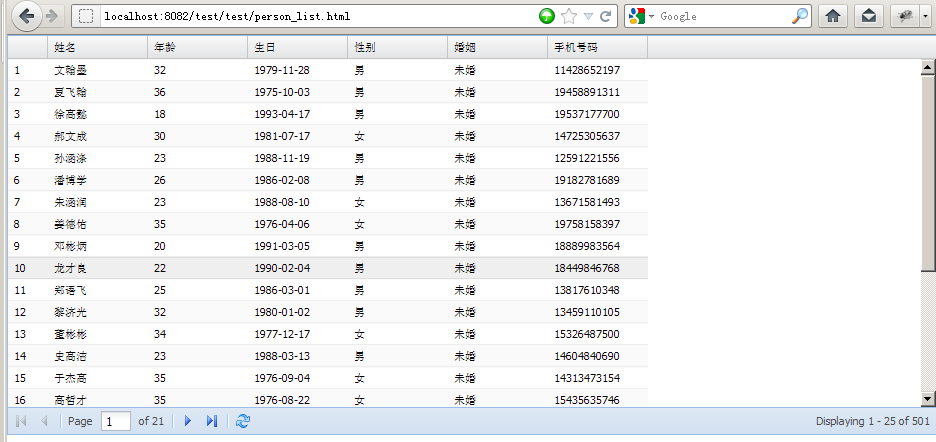 localhost:8082/test/test/person_list.html Google
姓名 年龄 生日 性别 婚姻 手机号码
1 文翰墨 32 1979-11-28 男 未婚 11428652197
2 夏飞翰 36 1975-10-03 男 未婚 19458891311
3 徐高懿 18 1993-04-17 男 未婚 19537177700
4 郝文成 30 1981-07-17 女 未婚 14725305637
5 孙涵涤 23 1988-11-19 男 未婚 12591221556
6 潘博学 26 1986-02-08 男 未婚 19182781689
7 朱涵润 23 1988-08-10 女 未婚 13671581493
8 姜德佑 35 1976-04-06 女 未婚 19758158397
9 邓彬炳 20 1991-03-05 男 未婚 18889983564
10 龙才良 22 1990-02-04 男 未婚 18449846768
11 郑语飞 25 1986-03-01 男 未婚 13817610348
12 黎济光 32 1980-01-02 男 未婚 13459110105
13 董彬彬 34 1977-12-17 女 未婚 15326487500
14 史高洁 23 1988-03-13 男 未婚 14604840690
15 于杰高 35 1976-09-04 女 未婚 14313473154
16 高哲才 35 1976-08-22 女 未婚 15435635746
Page 1 of 21 Displaying 1 - 25 of 501